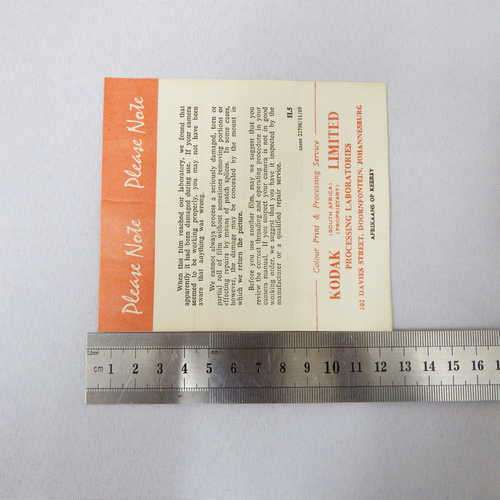 Please Note Please Note
When this film reached our laboratory, we found that
apparently it had been damaged during use. If your camera
seemed to be working properly, you may not have been
aware that anything was wrong.
We cannot always process a seriously damaged, torn or
partial roll of film without sometimes removing portions or
effecting repairs by means of patch splices. In some cases,
however, the damage may be concealed by the mount in
which we return the picture.
Before you use more film, may we suggest that you
review the correct threading and operating procedure in your
camera manual. If you suspect your camera is not in good
working order, we suggest that you have it inspected by the
manufacturer or a qualified repair service.
IL5
Colour Print & Processing Service
KODAK (SOUTH AFRICA) (PROPRIETARY) LIMITED
PROCESSING LABORATORIES
102 DAVIES STREET, DOORNFONTEIN, JOHANNESBURG
AFRIKAANS OP KEERSY
cm 1 2 3 4 5 6 7 8 9 10 11 12 13 14 15 16